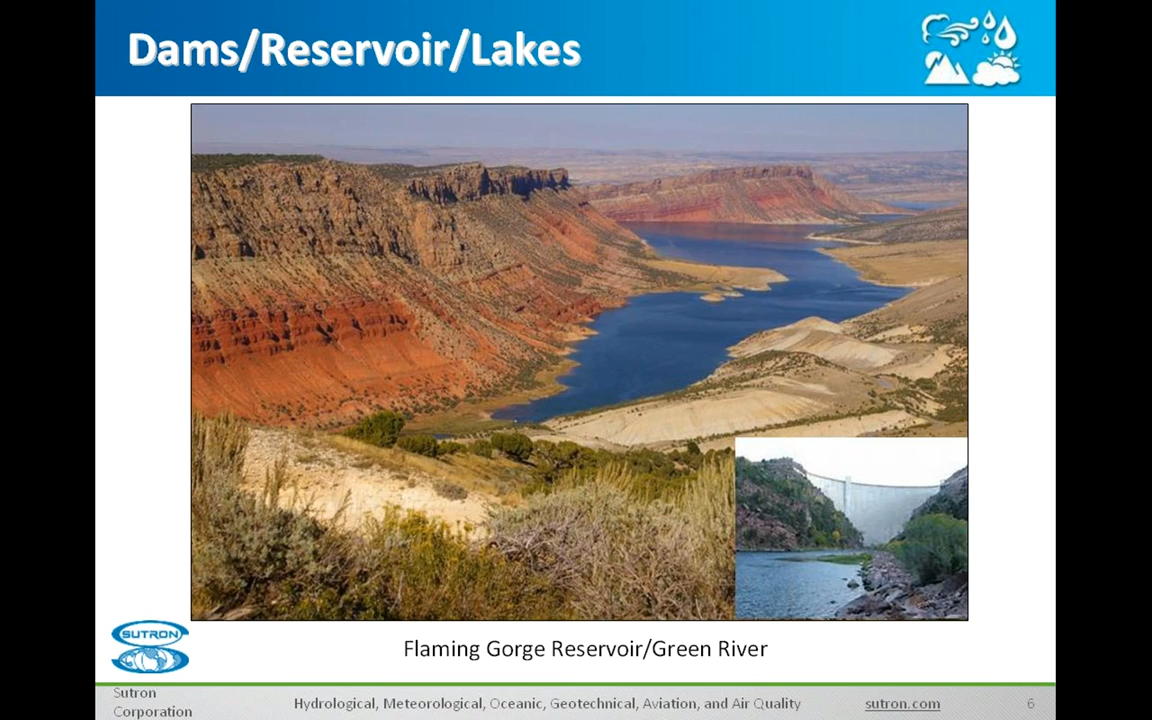 Dams/Reservoir/Lakes
SUTRON
Flaming Gorge Reservoir/Green River
Sutron
Corporation
Hydrological, Meteorological, Oceanic, Geotechnical, Aviation, and Air Quality
sutron.com
6